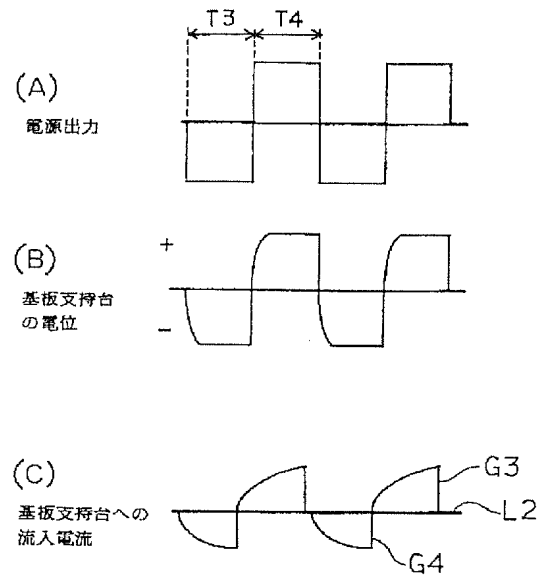 T3 T4
(A)
電源出力
+
(B)
基板支持台
の電位
−
(C)
基板支持台への
流入電流
G3
L2
G4